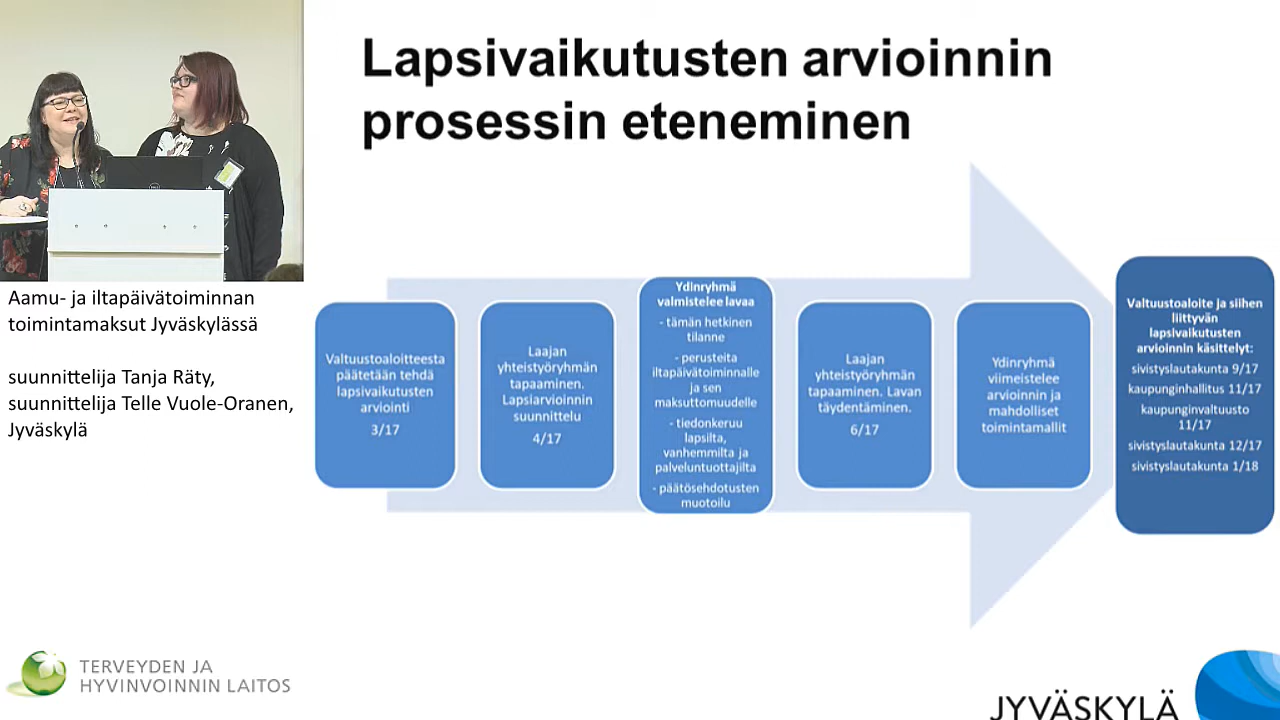 Lapsivaikutusten arvioinnin
prosessin eteneminen
Aamu- ja iltapäivätoiminnan
toimintamaksut Jyväskylässä
suunnittelija Tanja Räty,
suunnittelija Telle Vuole-Oranen,
Jyväskylä
Valtuustoaloitteesta
päätetään tehdä
lapsivaikutusten
arviointi
3/17
Laajan
yhteistyöryhmän
tapaaminen.
Lapsiarvioinnin
suunnittelu
4/17
Ydinryhmä
valmistelee lavaa
- tämän hetkinen
tilanne
- perusteita
iltapäivätoiminnalle
ja sen
maksuttomuudelle
- tiedonkeruu
lapsilta,
vanhemmilta ja
palveluntuottajilta
- päätösehdotusten
muotoilu
Laajan
yhteistyöryhmän
tapaaminen. Lavan
täydentäminen.
6/17
Ydinryhmä
viimeistelee
arvioinnin ja
mahdolliset
toimintamallit
Valtuustoaloite ja siihen
liittyvän
lapsivaikutusten
arvioinnin käsittelyt:
sivistyslautakunta 9/17
kaupunginhallitus 11/17
kaupunginvaltuusto
11/17
sivistyslautakunta 12/17
sivistyslautakunta 1/18
TERVEYDEN JA
HYVINVOINNIN LAITOS
JYVÄSKYLÄ